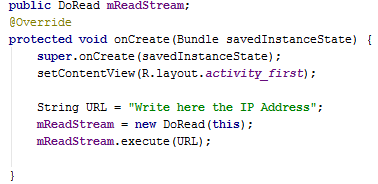 public DoRead mReadStream;
@Override
protected void onCreate(Bundle savedInstanceState) {
super.onCreate(savedInstanceState);
setContentView(R.layout.activity_first);
String URL = "Write here the IP Address";
mReadStream = new DoRead(this);
mReadStream.execute(URL);
}